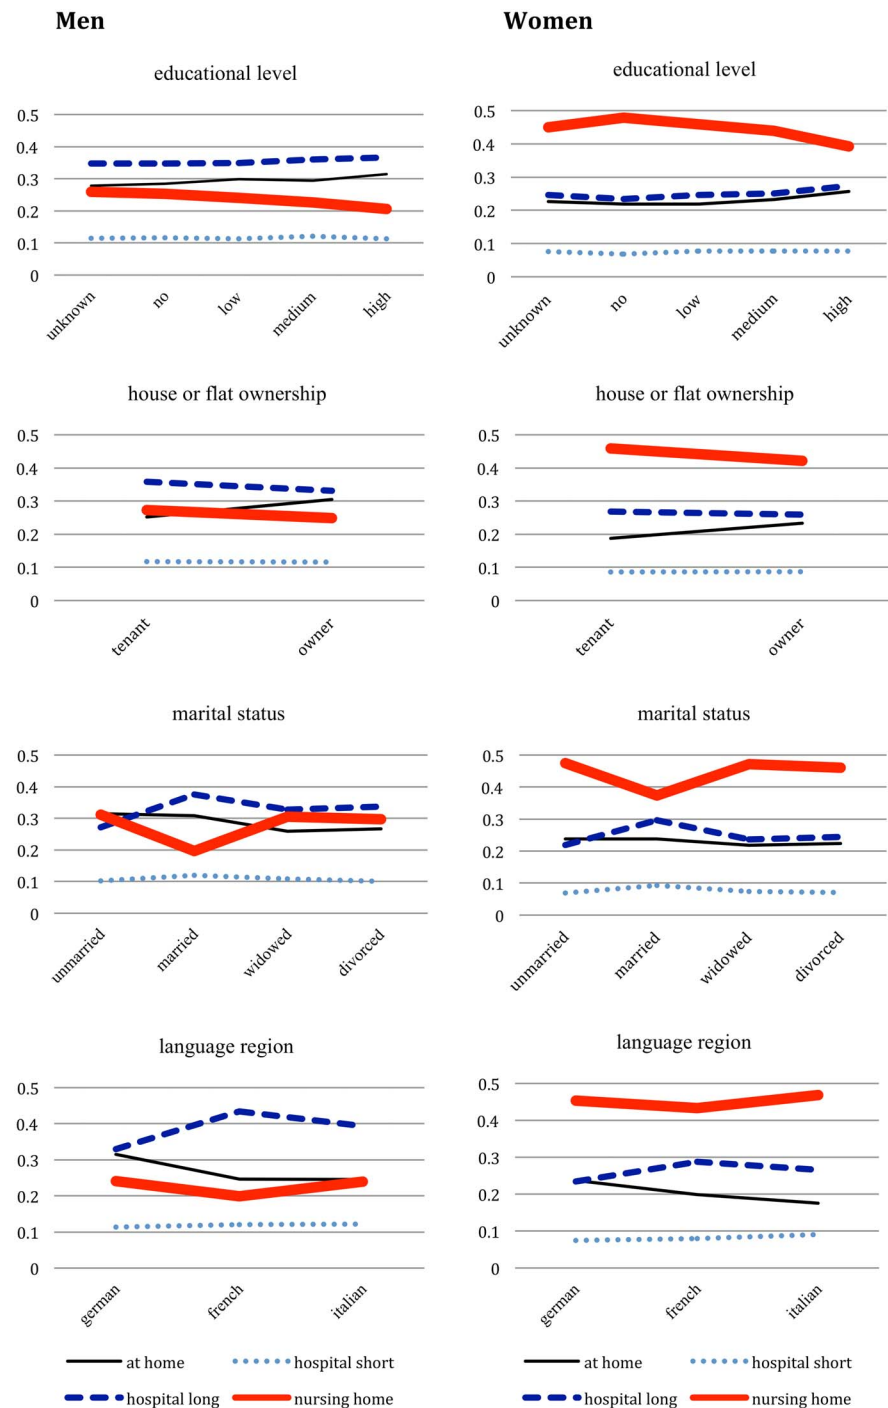 Men
Women
educational level
0.5
0.4
0.3
0.2
0.1
0
unknown
no
low
medium
high
educational level
0.5
0.4
0.3
0.2
0.1
0
unknown
no
low
medium
high
house or flat ownership
0.5
0.4
0.3
0.2
0.1
0
tenant
owner
house or flat ownership
0.5
0.4
0.3
0.2
0.1
0
tenant
owner
marital status
0.5
0.4
0.3
0.2
0.1
0
unmarried
married
widowed
divorced
marital status
0.5
0.4
0.3
0.2
0.1
0
unmarried
married
widowed
divorced
language region
0.5
0.4
0.3
0.2
0.1
0
german
french
italian
language region
0.5
0.4
0.3
0.2
0.1
0
german
french
italian
at home
hospital short
hospital long
nursing home
at home
hospital short
hospital long
nursing home